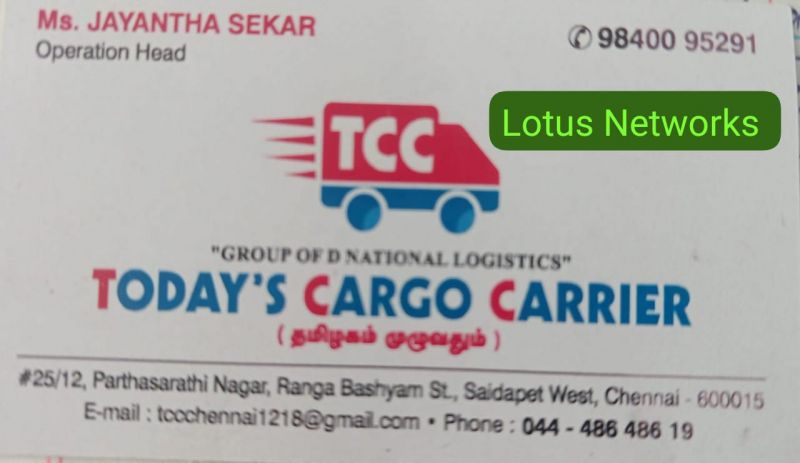 Ms. JAYANTHA SEKAR
Operation Head
✆ 98400 95291
Lotus Networks
TCC
"GROUP OF D NATIONAL LOGISTICS"
TODAY'S CARGO CARRIER
( தமிழகம் முழுவதும் )
#25/12, Parthasarathi Nagar, Ranga Bashyam St., Saidapet West, Chennai - 600015
E-mail : tccchennai1218@gmail.com • Phone : 044 - 486 486 19